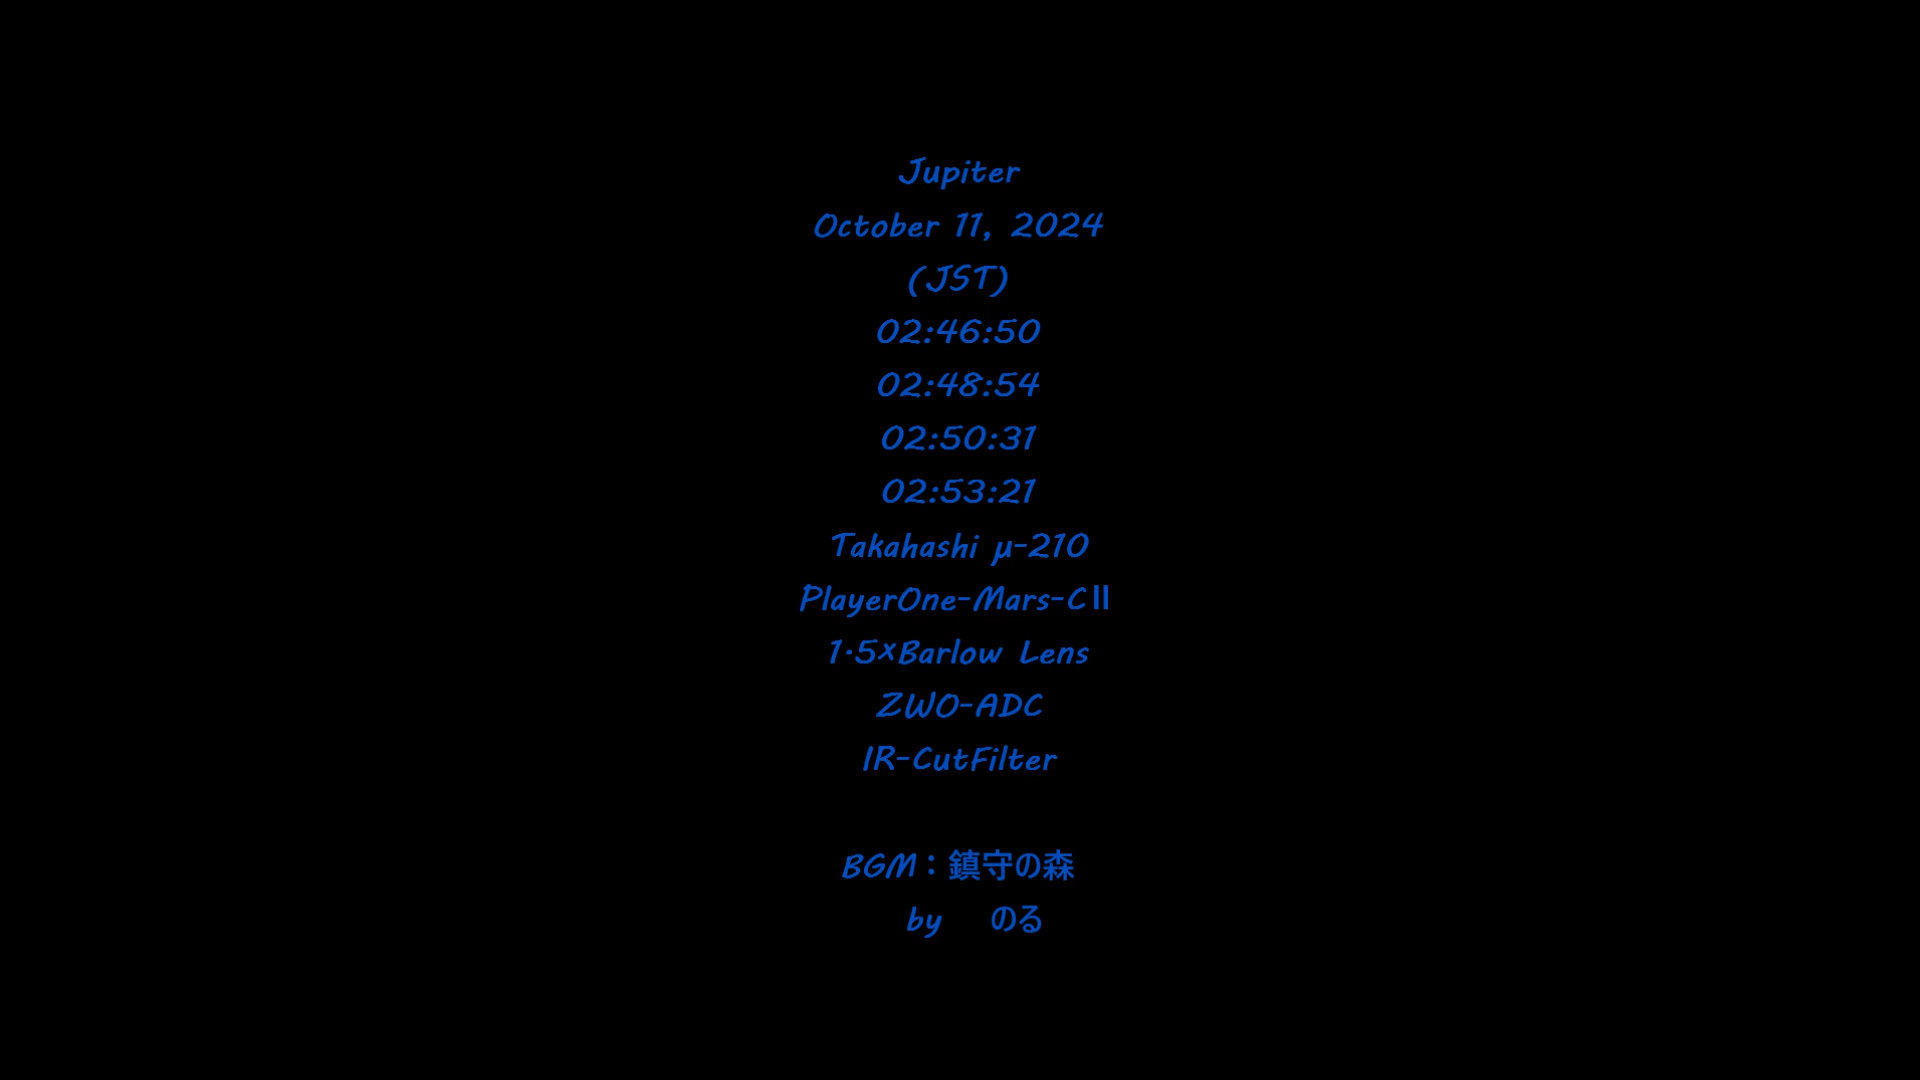 Jupiter
October 11, 2024
(JST)
02:46:50
02:48:54
02:50:31
02:53:21
Takahashi μ-210
PlayerOne-Mars-CⅡ
1.5×Barlow Lens
ZWO-ADC
IR-CutFilter
BGM：鎮守の森
by　のる